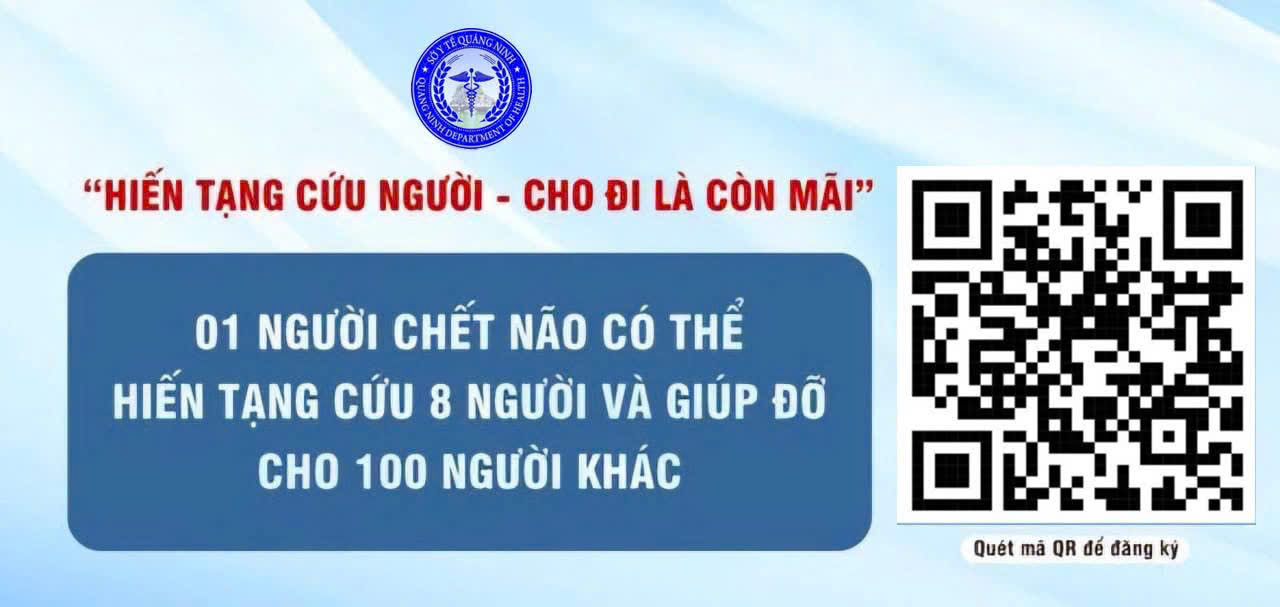 SỞ Y TẾ QUẢNG NINH
QUANG NINH DEPARTMENT OF HEALTH
“HIẾN TẠNG CỨU NGƯỜI - CHO ĐI LÀ CÒN MÃI”
01 NGƯỜI CHẾT NÃO CÓ THỂ
HIẾN TẠNG CỨU 8 NGƯỜI VÀ GIÚP ĐỠ
CHO 100 NGƯỜI KHÁC
Quét mã QR để đăng ký